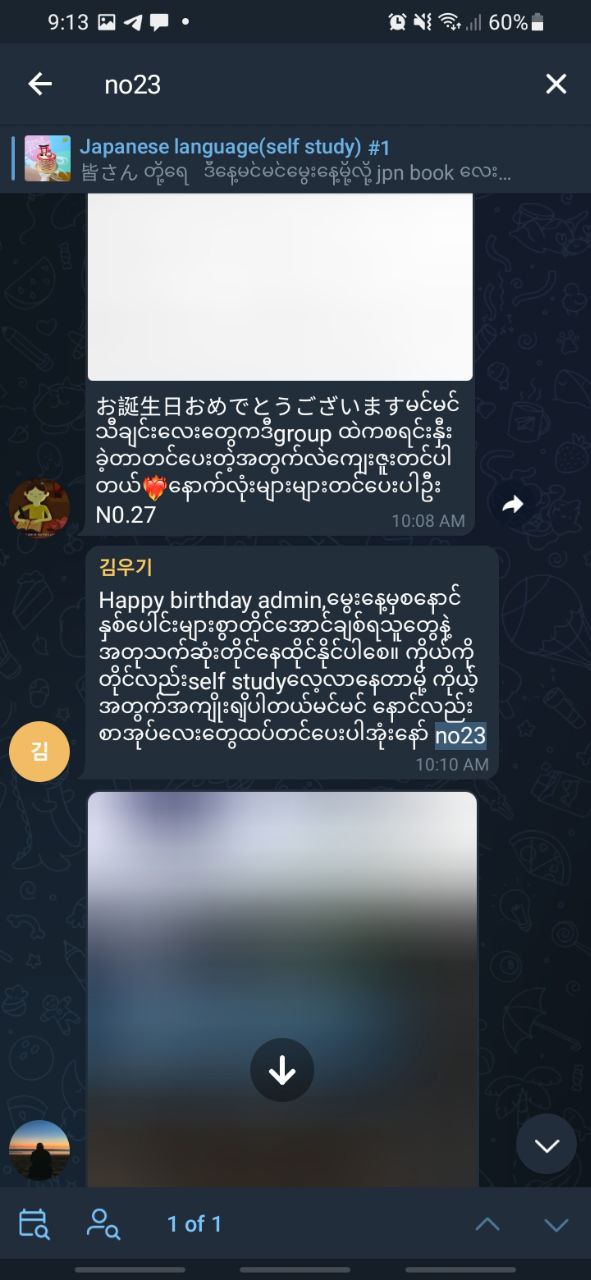 9:13
60%
no23
Japanese language(self study) #1
皆さん တို့ရေ ဒီနေ့မင်မင်မွေးနေ့မို့လို့ jpn book လေး...
お誕生日おめでとうございますမင်မင်
သီချင်းလေးတွေကဒီgroup ထဲကစရင်းနှီး
ခဲ့တာတင်ပေးတဲ့အတွက်လဲကျေးဇူးတင်ပါ
တယ်❤️‍🔥နောက်လုံးများများတင်ပေးပါဦး
N0.27
10:08 AM
김우기
Happy birthday admin,မွေးနေ့မှစနောင်
နှစ်ပေါင်းများစွာတိုင်အောင်ချစ်ရသူတွေနဲ့
အတုသက်ဆုံးတိုင်နေထိုင်နိုင်ပါစေ။ ကိုယ်ကို
တိုင်လည်းself studyလေ့လာနေတာမို့ ကိုယ့်
အတွက်အကျိုးရှိပါတယ်မင်မင် နောင်လည်း
စာအုပ်လေးတွေထပ်တင်ပေးပါအုံးနော် no23
김
10:10 AM
1 of 1